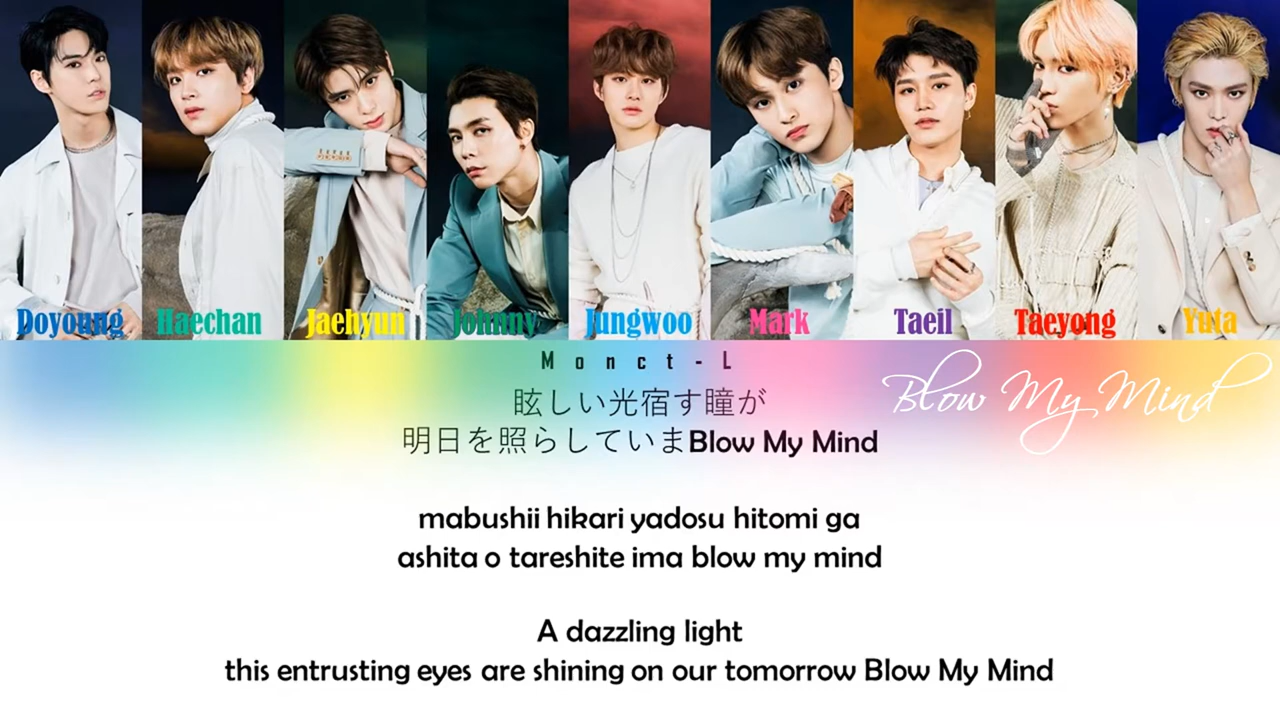 Doyoung
Haechan
Jaehyun
Johnny
Jungwoo
Mark
Taeil
Taeyong
Yuta
Monct-L
Blow My Mind
眩しい光宿す瞳が
明日を照らしていまBlow My Mind
mabushii hikari yadosu hitomi ga
ashita o tareshite ima blow my mind
A dazzling light
this entrusting eyes are shining on our tomorrow Blow My Mind